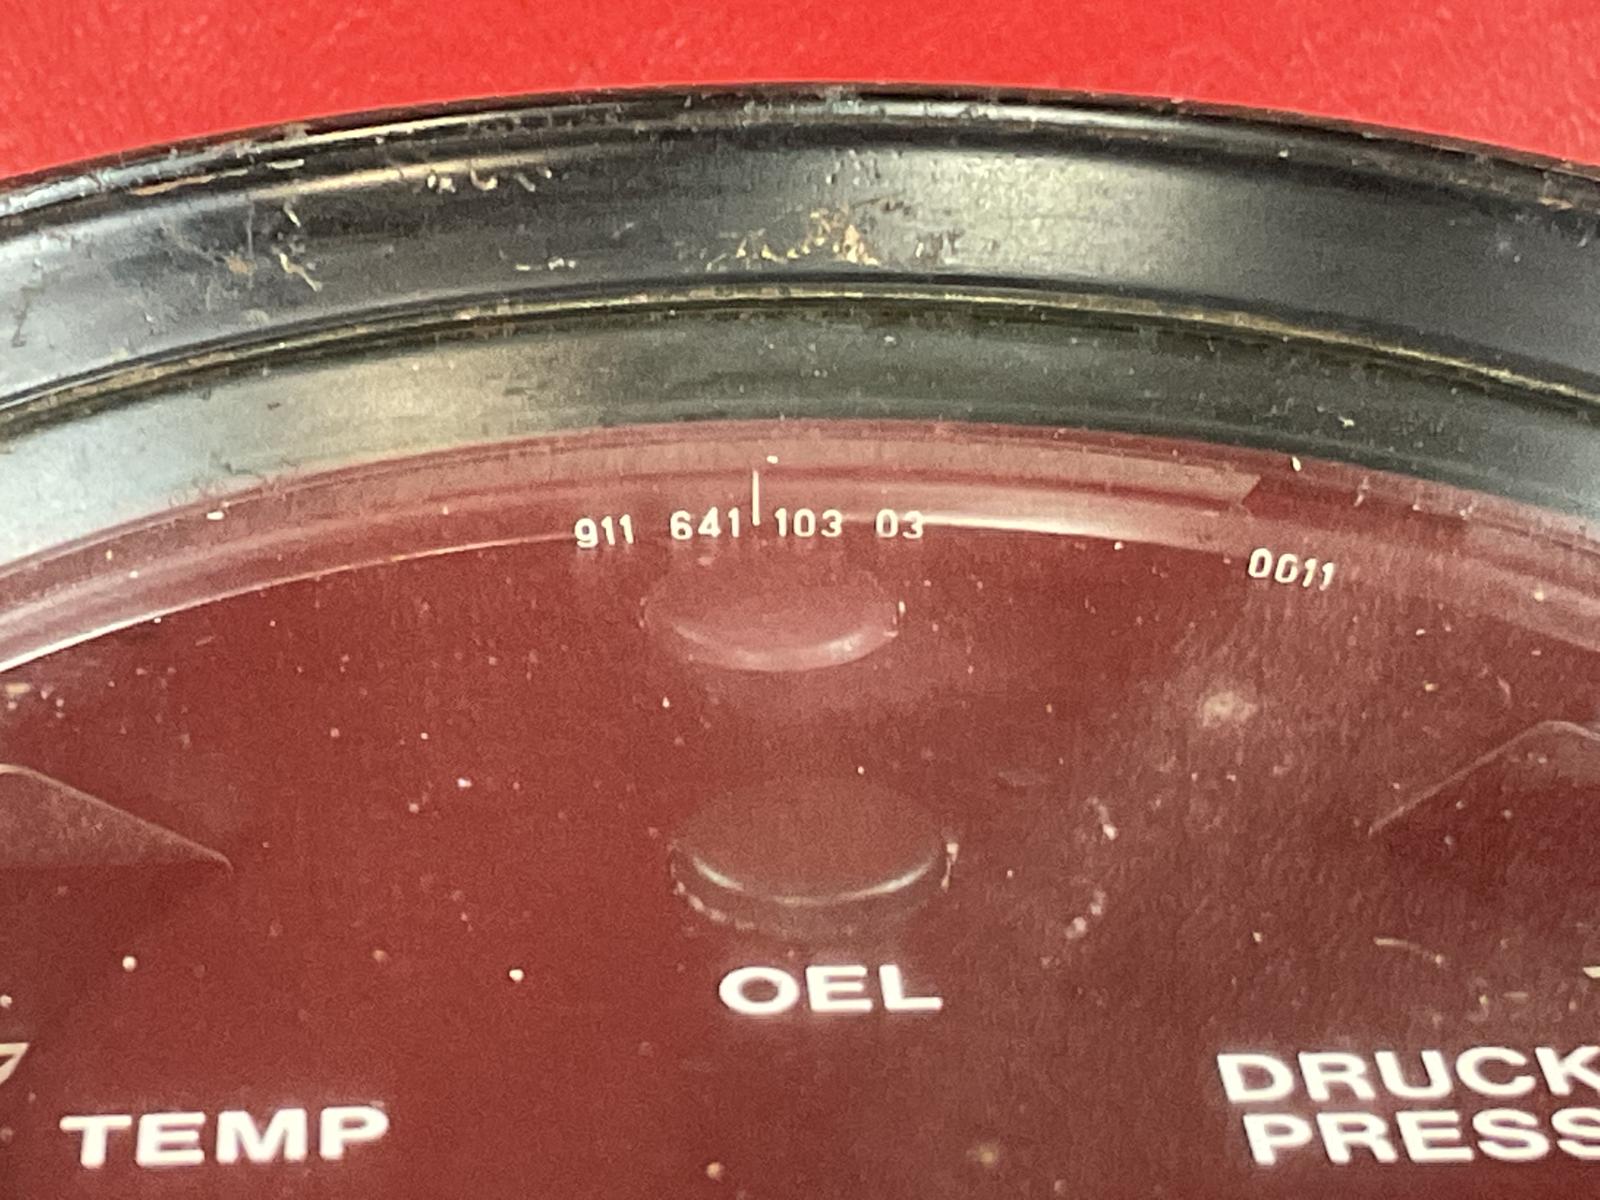 911 641 103 03
0011
OEL
TEMP
DRUCK
PRESS